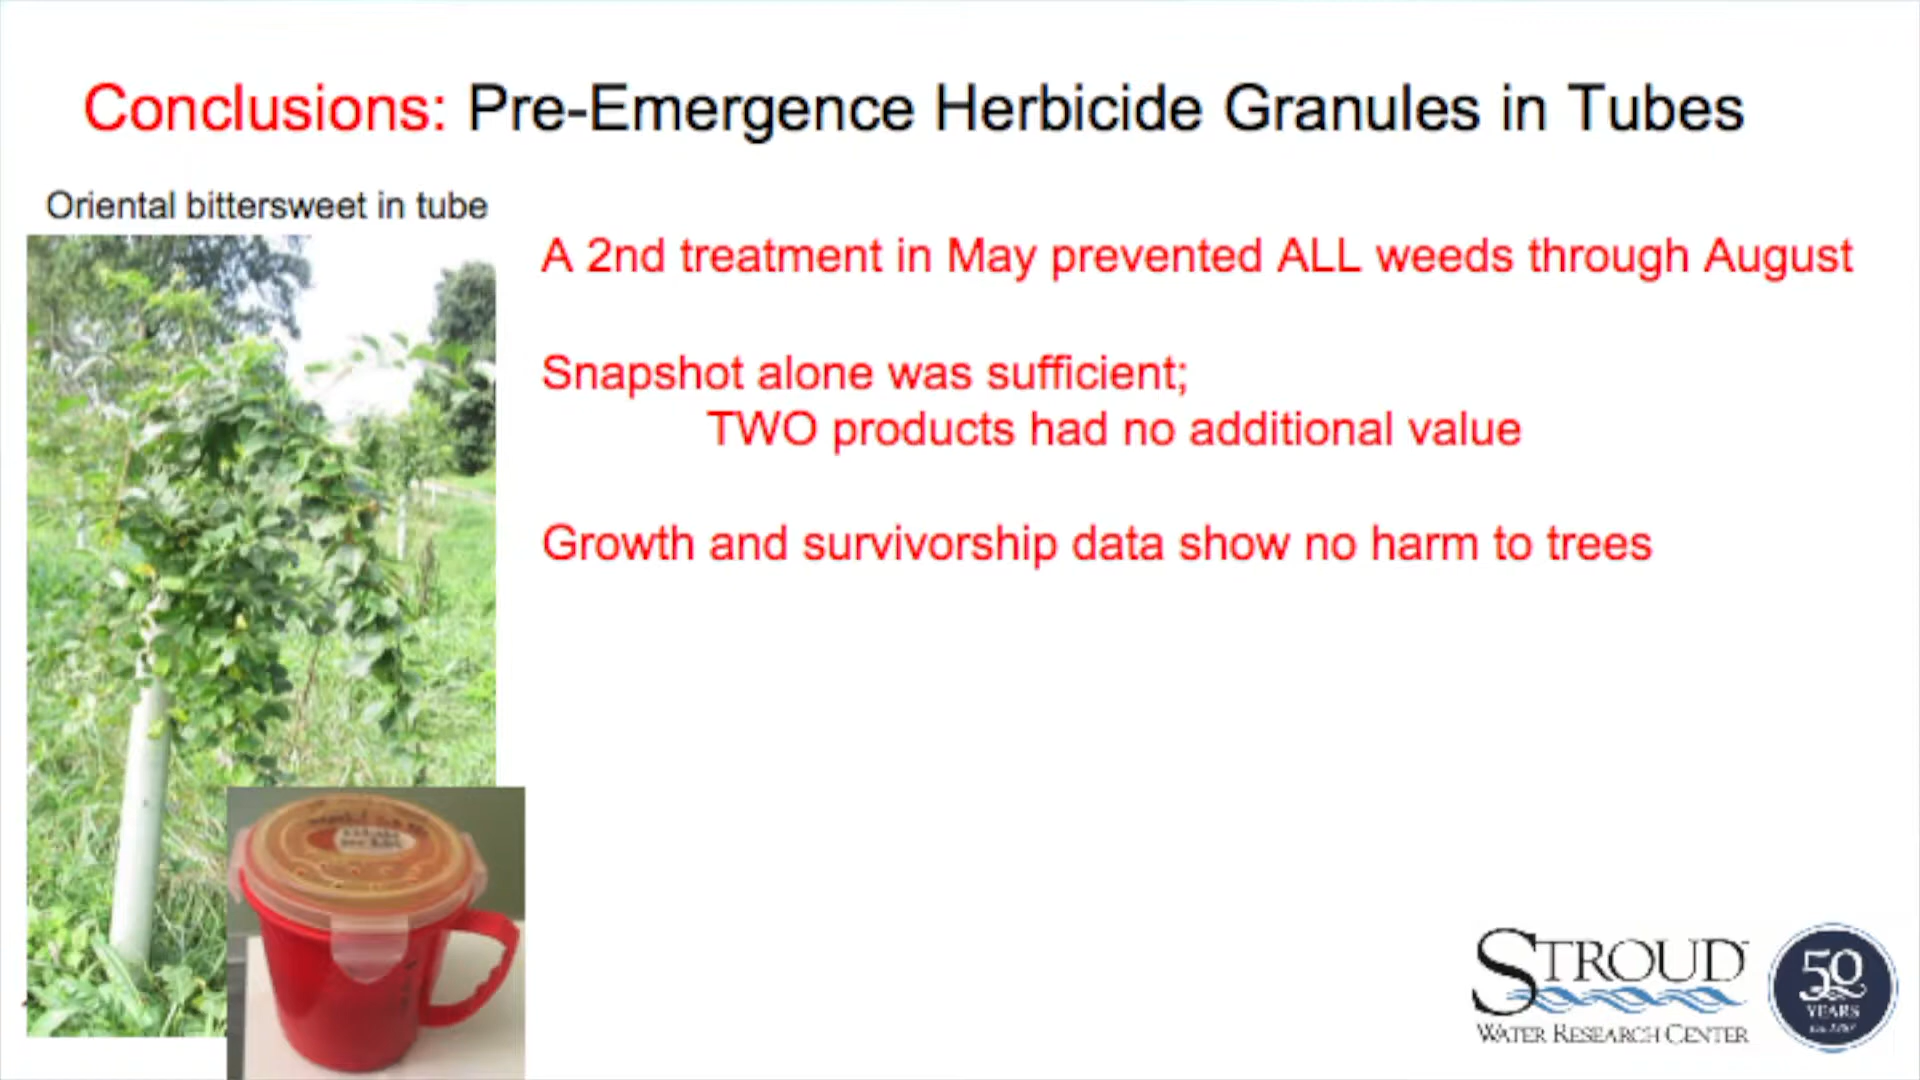 Conclusions: Pre-Emergence Herbicide Granules in Tubes
Oriental bittersweet in tube
A 2nd treatment in May prevented ALL weeds through August
Snapshot alone was sufficient;
TWO products had no additional value
Growth and survivorship data show no harm to trees
STROUD
WATER RESEARCH CENTER
50
YEARS